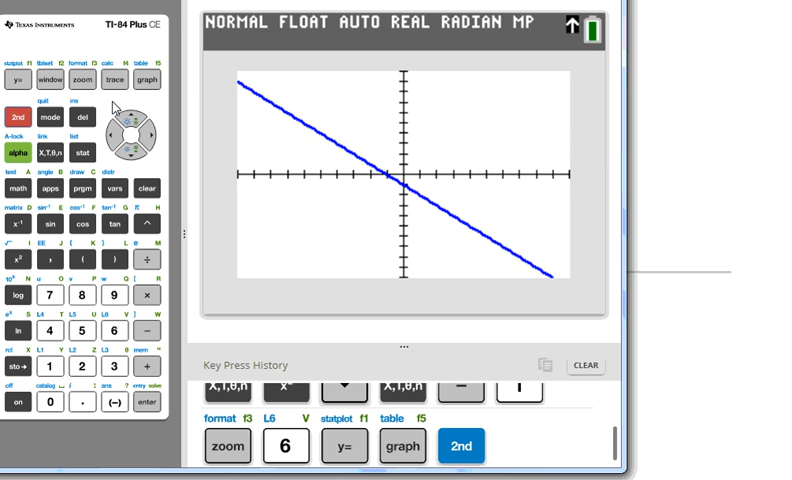 TEXAS INSTRUMENTS TI-84 Plus CE
NORMAL FLOAT AUTO REAL RADIAN MP
statplot f1 tblset f2 format f3 calc f4 table f5
y= window zoom trace graph
quit ins
2nd mode del
A-lock link list
alpha X,T,θ,n stat
test A angle B draw C distr
math apps prgm vars clear
matrix D sin⁻¹ E cos⁻¹ F tan⁻¹ G π H
x⁻¹ sin cos tan ^
√ I EE J { K } L e M
x² , ( ) ÷
10ˣ N u O v P w Q [ R
log 7 8 9 ×
eˣ S L4 T L5 U L6 V ] W
ln 4 5 6 −
rcl X L1 Y L2 Z L3 θ mem "
sto→ 1 2 3 +
off catalog i : ans ? entry solve
on 0 . (−) enter
Key Press History CLEAR
X,T,θ,n
X,T,θ,n − 1
format f3 L6 V statplot f1 table f5
zoom 6 y= graph 2nd